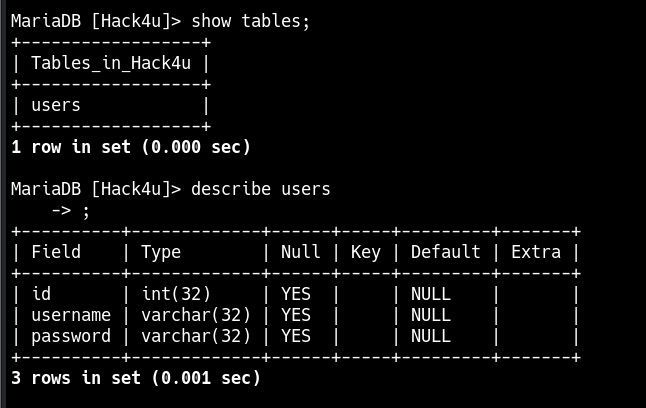 MariaDB [Hack4u]> show tables;
+------------------+
| Tables_in_Hack4u |
+------------------+
| users            |
+------------------+
1 row in set (0.000 sec)

MariaDB [Hack4u]> describe users
    -> ;
+----------+-------------+------+-----+---------+-------+
| Field    | Type        | Null | Key | Default | Extra |
+----------+-------------+------+-----+---------+-------+
| id       | int(32)     | YES  |     | NULL    |       |
| username | varchar(32) | YES  |     | NULL    |       |
| password | varchar(32) | YES  |     | NULL    |       |
+----------+-------------+------+-----+---------+-------+
3 rows in set (0.001 sec)